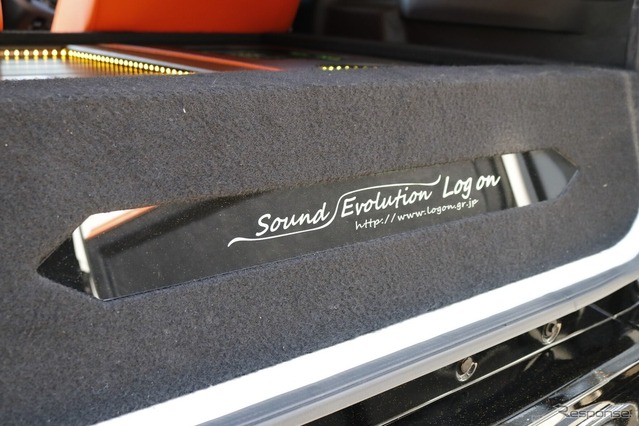 Sound Evolution Log on
http://www.logon.gr.jp
Response.